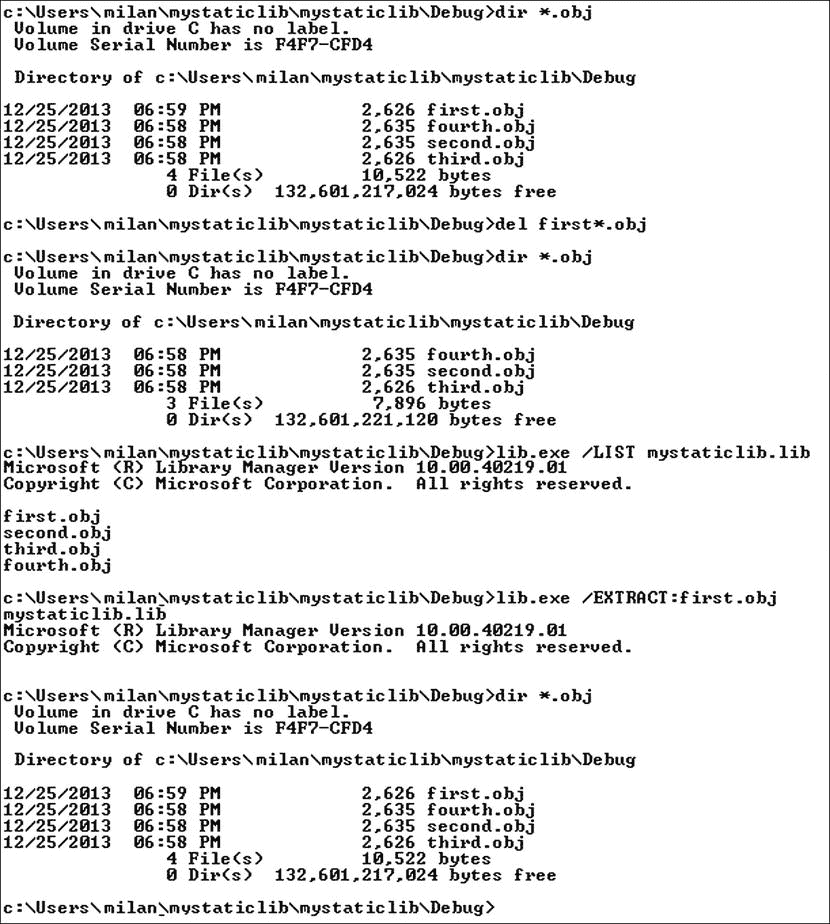 c:\Users\milan\mystaticlib\mystaticlib\Debug>dir *.obj
Volume in drive C has no label.
Volume Serial Number is F4F7-CFD4
Directory of c:\Users\milan\mystaticlib\mystaticlib\Debug
12/25/2013  06:59 PM             2,626 first.obj
12/25/2013  06:58 PM             2,635 fourth.obj
12/25/2013  06:58 PM             2,635 second.obj
12/25/2013  06:58 PM             2,626 third.obj
4 File(s)         10,522 bytes
0 Dir(s)  132,601,217,024 bytes free
c:\Users\milan\mystaticlib\mystaticlib\Debug>del first*.obj
c:\Users\milan\mystaticlib\mystaticlib\Debug>dir *.obj
Volume in drive C has no label.
Volume Serial Number is F4F7-CFD4
Directory of c:\Users\milan\mystaticlib\mystaticlib\Debug
12/25/2013  06:58 PM             2,635 fourth.obj
12/25/2013  06:58 PM             2,635 second.obj
12/25/2013  06:58 PM             2,626 third.obj
3 File(s)          7,896 bytes
0 Dir(s)  132,601,221,120 bytes free
c:\Users\milan\mystaticlib\mystaticlib\Debug>lib.exe /LIST mystaticlib.lib
Microsoft (R) Library Manager Version 10.00.40219.01
Copyright (C) Microsoft Corporation.  All rights reserved.
first.obj
second.obj
third.obj
fourth.obj
c:\Users\milan\mystaticlib\mystaticlib\Debug>lib.exe /EXTRACT:first.obj
mystaticlib.lib
Microsoft (R) Library Manager Version 10.00.40219.01
Copyright (C) Microsoft Corporation.  All rights reserved.
c:\Users\milan\mystaticlib\mystaticlib\Debug>dir *.obj
Volume in drive C has no label.
Volume Serial Number is F4F7-CFD4
Directory of c:\Users\milan\mystaticlib\mystaticlib\Debug
12/25/2013  06:59 PM             2,626 first.obj
12/25/2013  06:58 PM             2,635 fourth.obj
12/25/2013  06:58 PM             2,635 second.obj
12/25/2013  06:58 PM             2,626 third.obj
4 File(s)         10,522 bytes
0 Dir(s)  132,601,217,024 bytes free
c:\Users\milan\mystaticlib\mystaticlib\Debug>